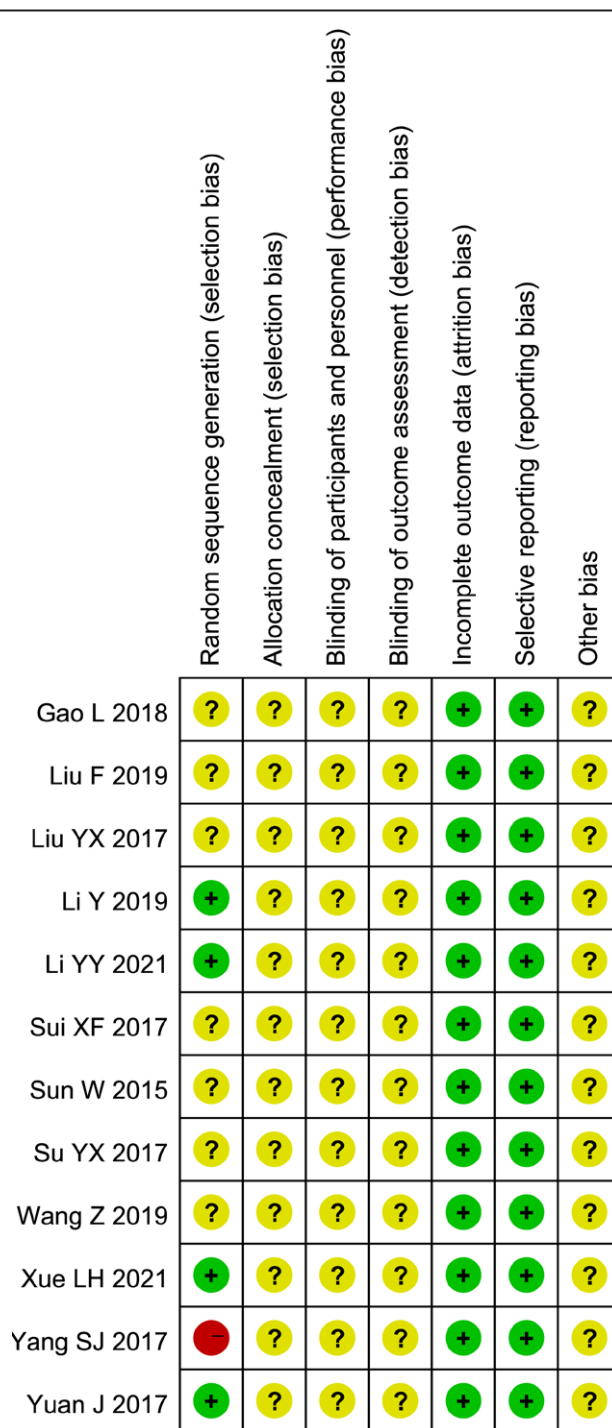 Random sequence generation (selection bias)
Allocation concealment (selection bias)
Blinding of participants and personnel (performance bias)
Blinding of outcome assessment (detection bias)
Incomplete outcome data (attrition bias)
Selective reporting (reporting bias)
Other bias
Gao L 2018 ? ? ? ? + + ?
Liu F 2019 ? ? ? ? + + ?
Liu YX 2017 ? ? ? ? + + ?
Li Y 2019 + ? ? ? + + ?
Li YY 2021 + ? ? ? + + ?
Sui XF 2017 ? ? ? ? + + ?
Sun W 2015 ? ? ? ? + + ?
Su YX 2017 ? ? ? ? + + ?
Wang Z 2019 ? ? ? ? + + ?
Xue LH 2021 + ? ? ? + + ?
Yang SJ 2017 – ? ? ? + + ?
Yuan J 2017 + ? ? ? + + ?